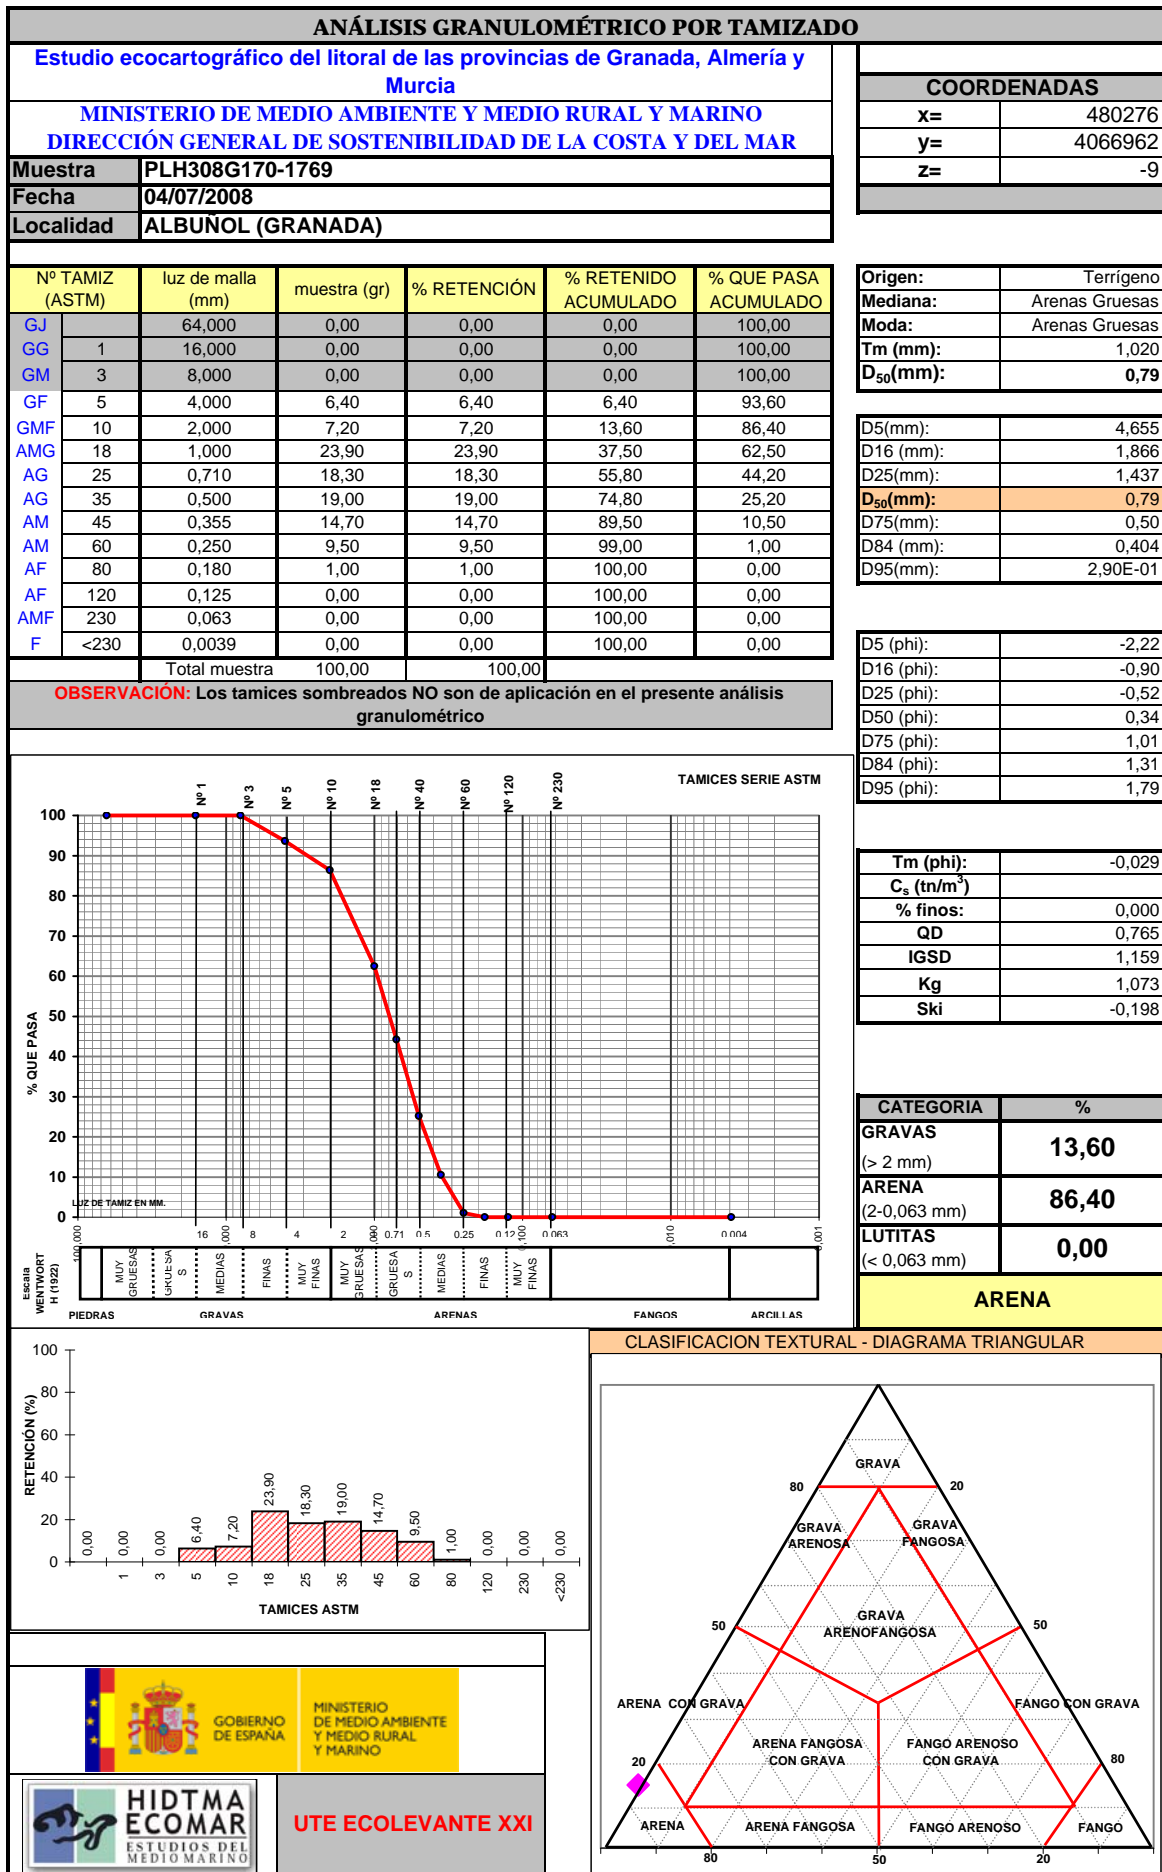 ANÁLISIS GRANULOMÉTRICO POR TAMIZADO
Estudio ecocartográfico del litoral de las provincias de Granada, Almería y
Murcia
MINISTERIO DE MEDIO AMBIENTE Y MEDIO RURAL Y MARINO
DIRECCIÓN GENERAL DE SOSTENIBILIDAD DE LA COSTA Y DEL MAR
Muestra PLH308G170-1769
Fecha 04/07/2008
Localidad ALBUÑOL (GRANADA)
COORDENADAS
x= 480276
y= 4066962
z= -9
Nº TAMIZ (ASTM) luz de malla (mm) muestra (gr) % RETENCIÓN % RETENIDO ACUMULADO % QUE PASA ACUMULADO
GJ 64,000 0,00 0,00 0,00 100,00
GG 1 16,000 0,00 0,00 0,00 100,00
GM 3 8,000 0,00 0,00 0,00 100,00
GF 5 4,000 6,40 6,40 6,40 93,60
GMF 10 2,000 7,20 7,20 13,60 86,40
AMG 18 1,000 23,90 23,90 37,50 62,50
AG 25 0,710 18,30 18,30 55,80 44,20
AG 35 0,500 19,00 19,00 74,80 25,20
AM 45 0,355 14,70 14,70 89,50 10,50
AM 60 0,250 9,50 9,50 99,00 1,00
AF 80 0,180 1,00 1,00 100,00 0,00
AF 120 0,125 0,00 0,00 100,00 0,00
AMF 230 0,063 0,00 0,00 100,00 0,00
F <230 0,0039 0,00 0,00 100,00 0,00
Total muestra 100,00 100,00
OBSERVACIÓN: Los tamices sombreados NO son de aplicación en el presente análisis
granulométrico
Origen: Terrígeno
Mediana: Arenas Gruesas
Moda: Arenas Gruesas
Tm (mm): 1,020
D50(mm): 0,79
D5(mm): 4,655
D16 (mm): 1,866
D25(mm): 1,437
D50(mm): 0,79
D75(mm): 0,50
D84 (mm): 0,404
D95(mm): 2,90E-01
D5 (phi): -2,22
D16 (phi): -0,90
D25 (phi): -0,52
D50 (phi): 0,34
D75 (phi): 1,01
D84 (phi): 1,31
D95 (phi): 1,79
Tm (phi): -0,029
Cs (tn/m3)
% finos: 0,000
QD 0,765
IGSD 1,159
Kg 1,073
Ski -0,198
CATEGORIA %
GRAVAS
(> 2 mm) 13,60
ARENA
(2-0,063 mm) 86,40
LUTITAS
(< 0,063 mm) 0,00
ARENA
TAMICES SERIE ASTM
Nº 1 Nº 3 Nº 5 Nº 10 Nº 18 Nº 40 Nº 60 Nº 120 Nº 230
% QUE PASA
100
90
80
70
60
50
40
30
20
10
0
LUZ DE TAMIZ EN MM.
16 8 4 2 0.71 0.5 0.25 0.063 0.004
100,000
Escala
WENTWORT
H (1922)
MUY GRUESAS
GRUESA
S
MEDIAS
FINAS
MUY FINAS
MUY GRUESAS
GRUESA
S
MEDIAS
FINAS
MUY FINAS
PIEDRAS GRAVAS ARENAS FANGOS ARCILLAS
RETENCIÓN (%)
100
80
60
40
20
0
0,00 0,00 0,00 6,40 7,20 23,90 18,30 19,00 14,70 9,50 1,00 0,00 0,00 0,00
1 3 5 10 18 25 35 45 60 80 120 230 <230
TAMICES ASTM
CLASIFICACION TEXTURAL - DIAGRAMA TRIANGULAR
GRAVA
80 20
GRAVA
ARENOSA
GRAVA
FANGOSA
GRAVA
ARENOFANGOSA
50 50
ARENA CON GRAVA
FANGO CON GRAVA
ARENA FANGOSA
CON GRAVA
FANGO ARENOSO
CON GRAVA
20 80
ARENA ARENA FANGOSA FANGO ARENOSO FANGO
80 50 20
GOBIERNO
DE ESPAÑA
MINISTERIO
DE MEDIO AMBIENTE
Y MEDIO RURAL
Y MARINO
HIDTMA
ECOMAR
ESTUDIOS DEL
MEDIO MARINO
UTE ECOLEVANTE XXI